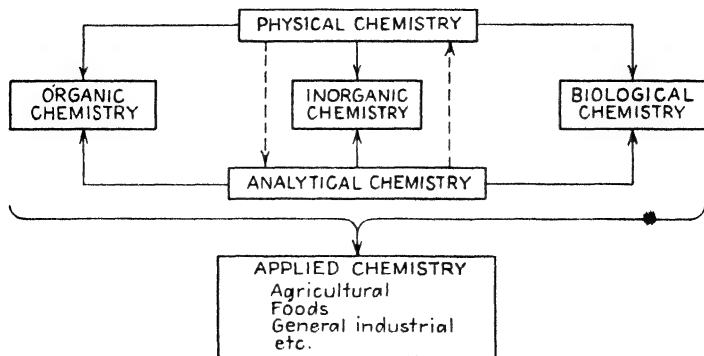 PHYSICAL CHEMISTRY
ORGANIC
CHEMISTRY
INORGANIC
CHEMISTRY
BIOLOGICAL
CHEMISTRY
ANALYTICAL CHEMISTRY
APPLIED CHEMISTRY
Agricultural
Foods
General industrial
etc.